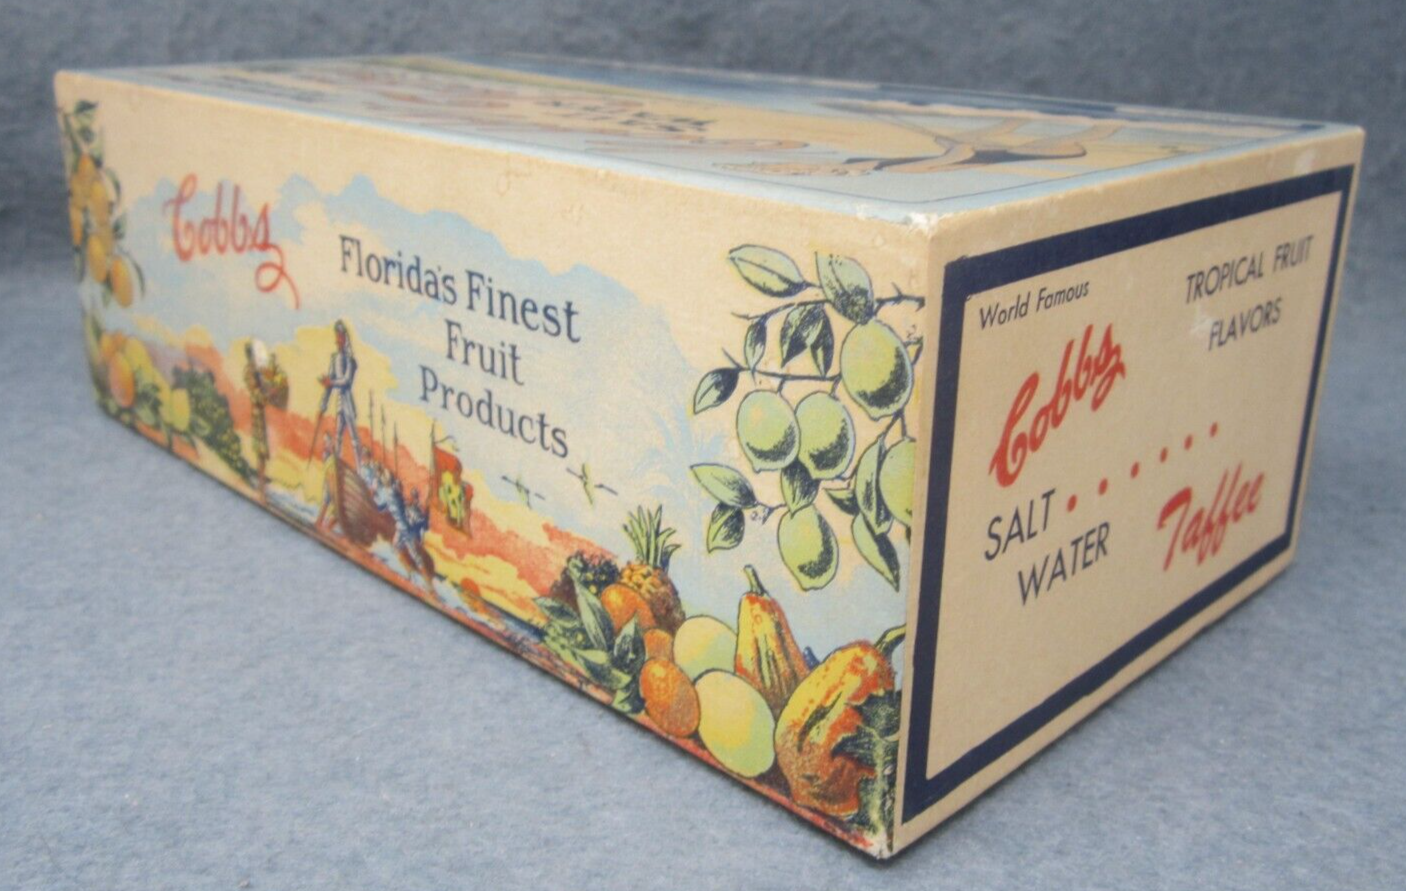 Cobbs
Florida's Finest
Fruit
Products
World Famous
TROPICAL FRUIT
FLAVORS
Cobbs
SALT ......
WATER
Taffee